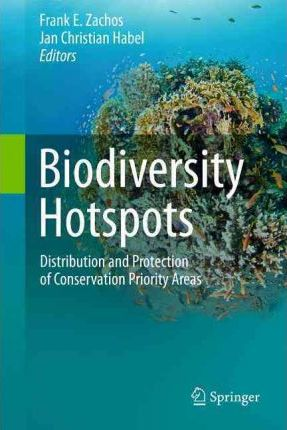 Frank E. Zachos
Jan Christian Habel
Editors
Biodiversity
Hotspots
Distribution and Protection
of Conservation Priority Areas
Springer